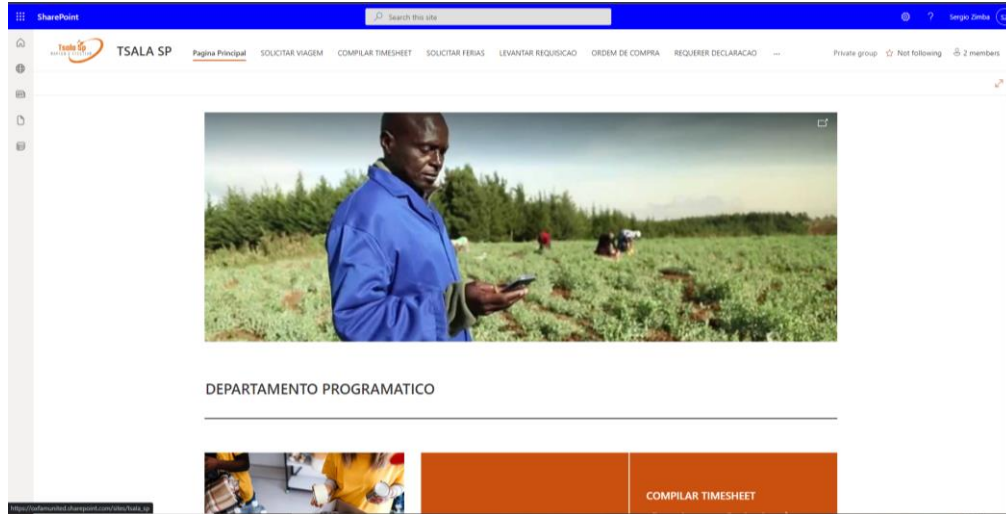 SharePoint
Search this site
?
Sergio Zimba
Tsala Sp
TSALA SP
Pagina Principal
SOLICITAR VIAGEM
COMPILAR TIMESHEET
SOLICITAR FERIAS
LEVANTAR REQUISICAO
ORDEM DE COMPRA
REQUERER DECLARACAO
...
Private group
Not following
2 members
DEPARTAMENTO PROGRAMATICO
COMPILAR TIMESHEET
https://oxfamunited.sharepoint.com/sites/tsala_sp